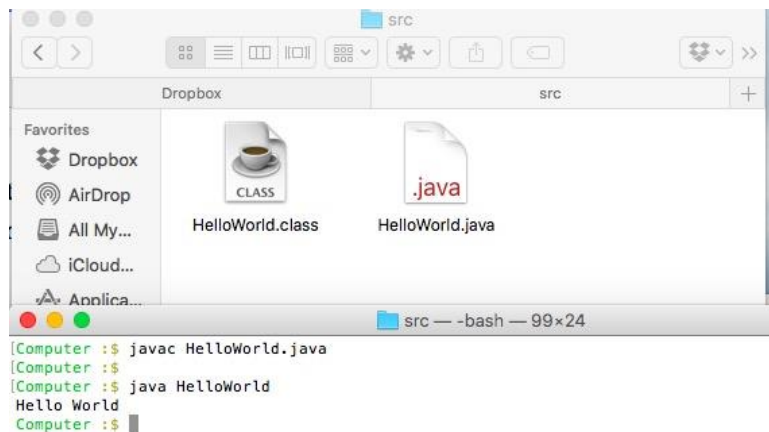 src
Dropbox
src
Favorites
Dropbox
AirDrop
All My...
iCloud...
Applica...
CLASS
HelloWorld.class
.java
HelloWorld.java
src — -bash — 99×24
[Computer :$ javac HelloWorld.java
[Computer :$
[Computer :$ java HelloWorld
Hello World
Computer :$